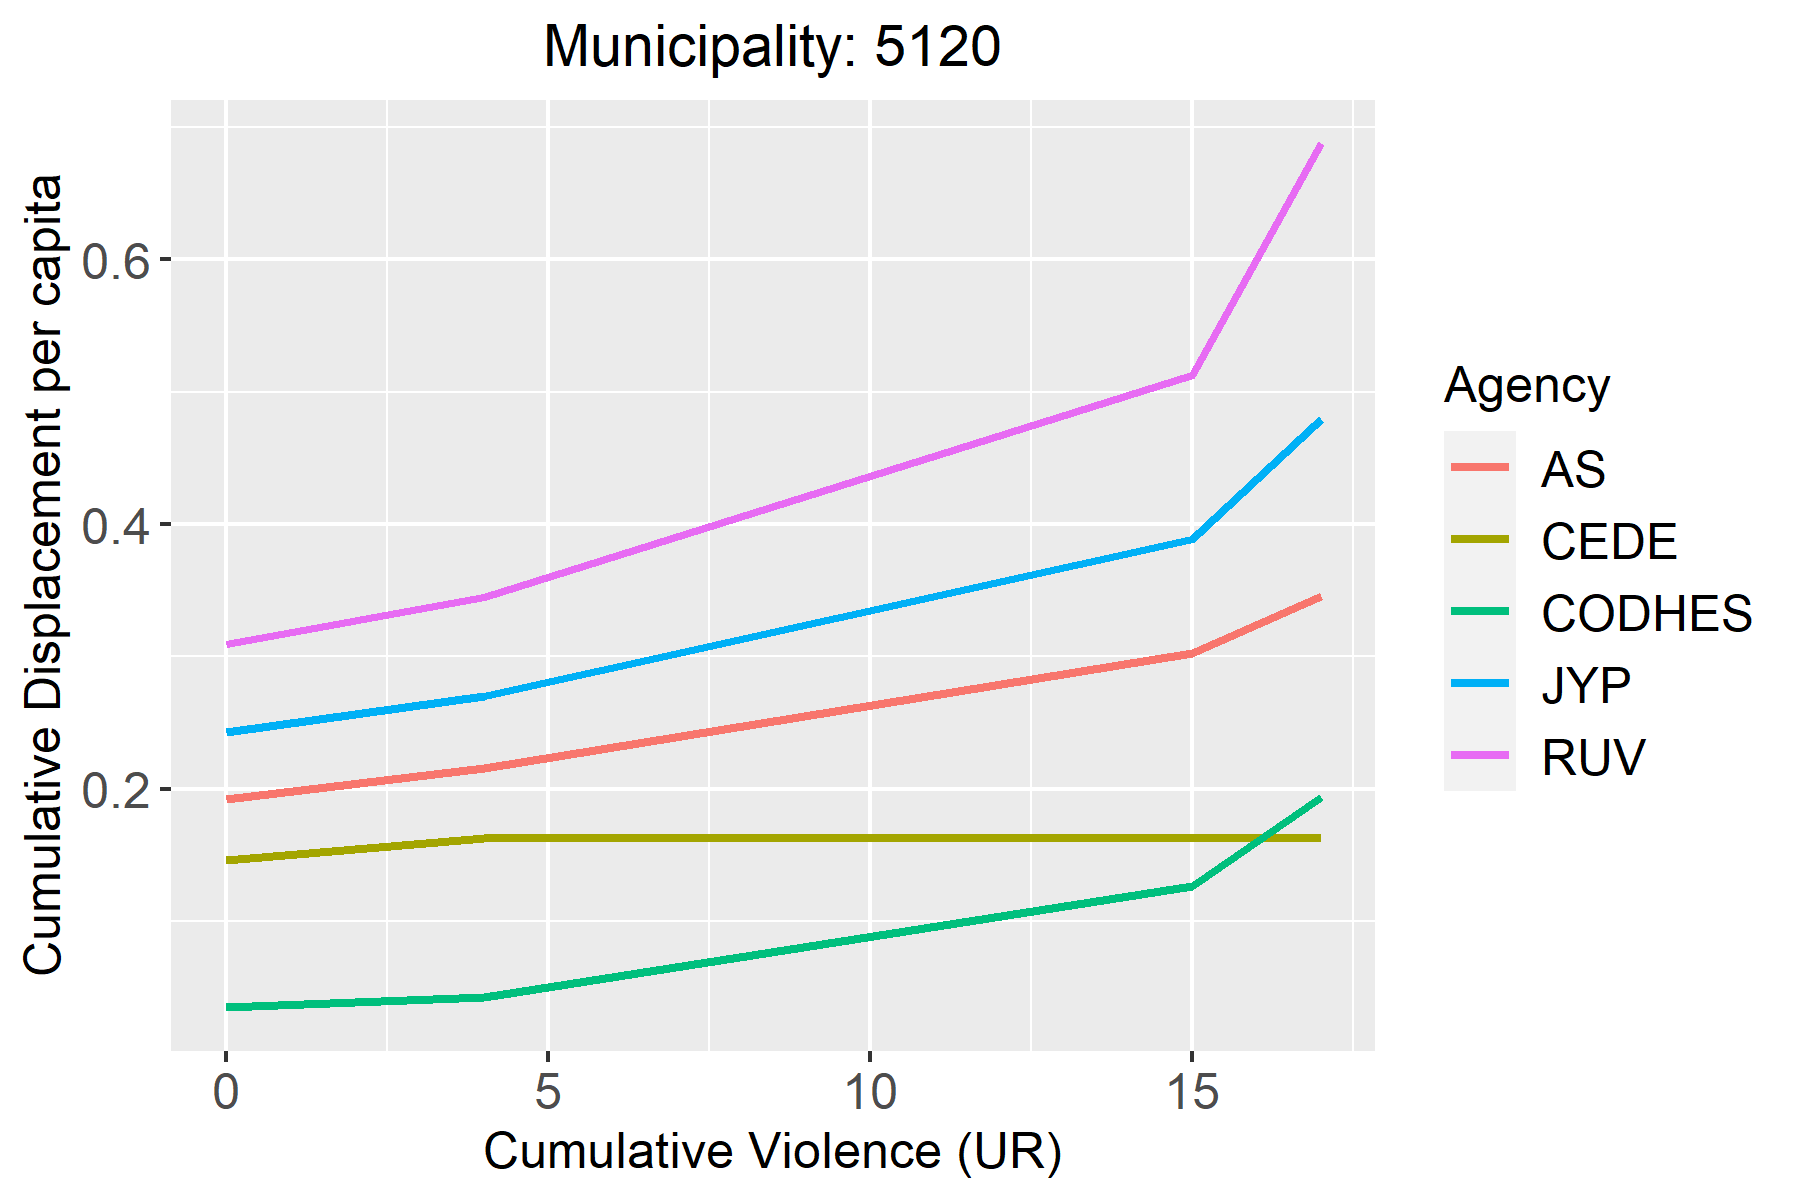 Municipality: 5120
Cumulative Displacement per capita
0.6
0.4
0.2
0 5 10 15
Cumulative Violence (UR)
Agency
AS
CEDE
CODHES
JYP
RUV